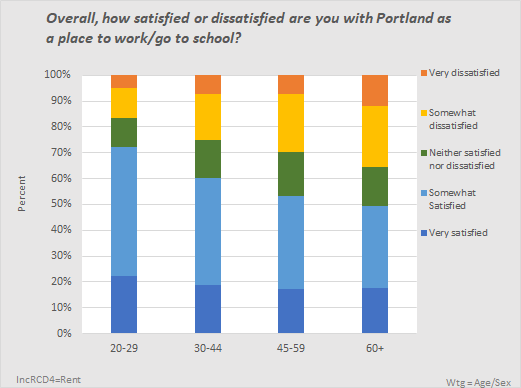 Overall, how satisfied or dissatisfied are you with Portland as
a place to work/go to school?
100%
90%
80%
70%
60%
50%
40%
30%
20%
10%
0%
Percent
20-29
30-44
45-59
60+
Very dissatisfied
Somewhat
dissatisfied
Neither satisfied
nor dissatisfied
Somewhat
Satisfied
Very satisfied
IncRCD4=Rent
Wtg = Age/Sex